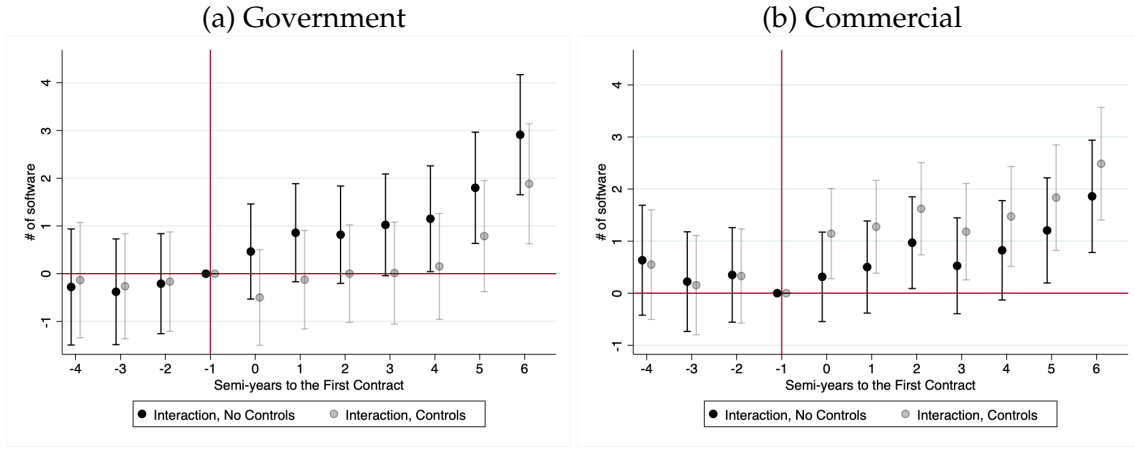 (a) Government
# of software
4
3
2
1
0
-1
-4 -3 -2 -1 0 1 2 3 4 5 6
Semi-years to the First Contract
Interaction, No Controls Interaction, Controls
(b) Commercial
# of software
4
3
2
1
0
-1
-4 -3 -2 -1 0 1 2 3 4 5 6
Semi-years to the First Contract
Interaction, No Controls Interaction, Controls